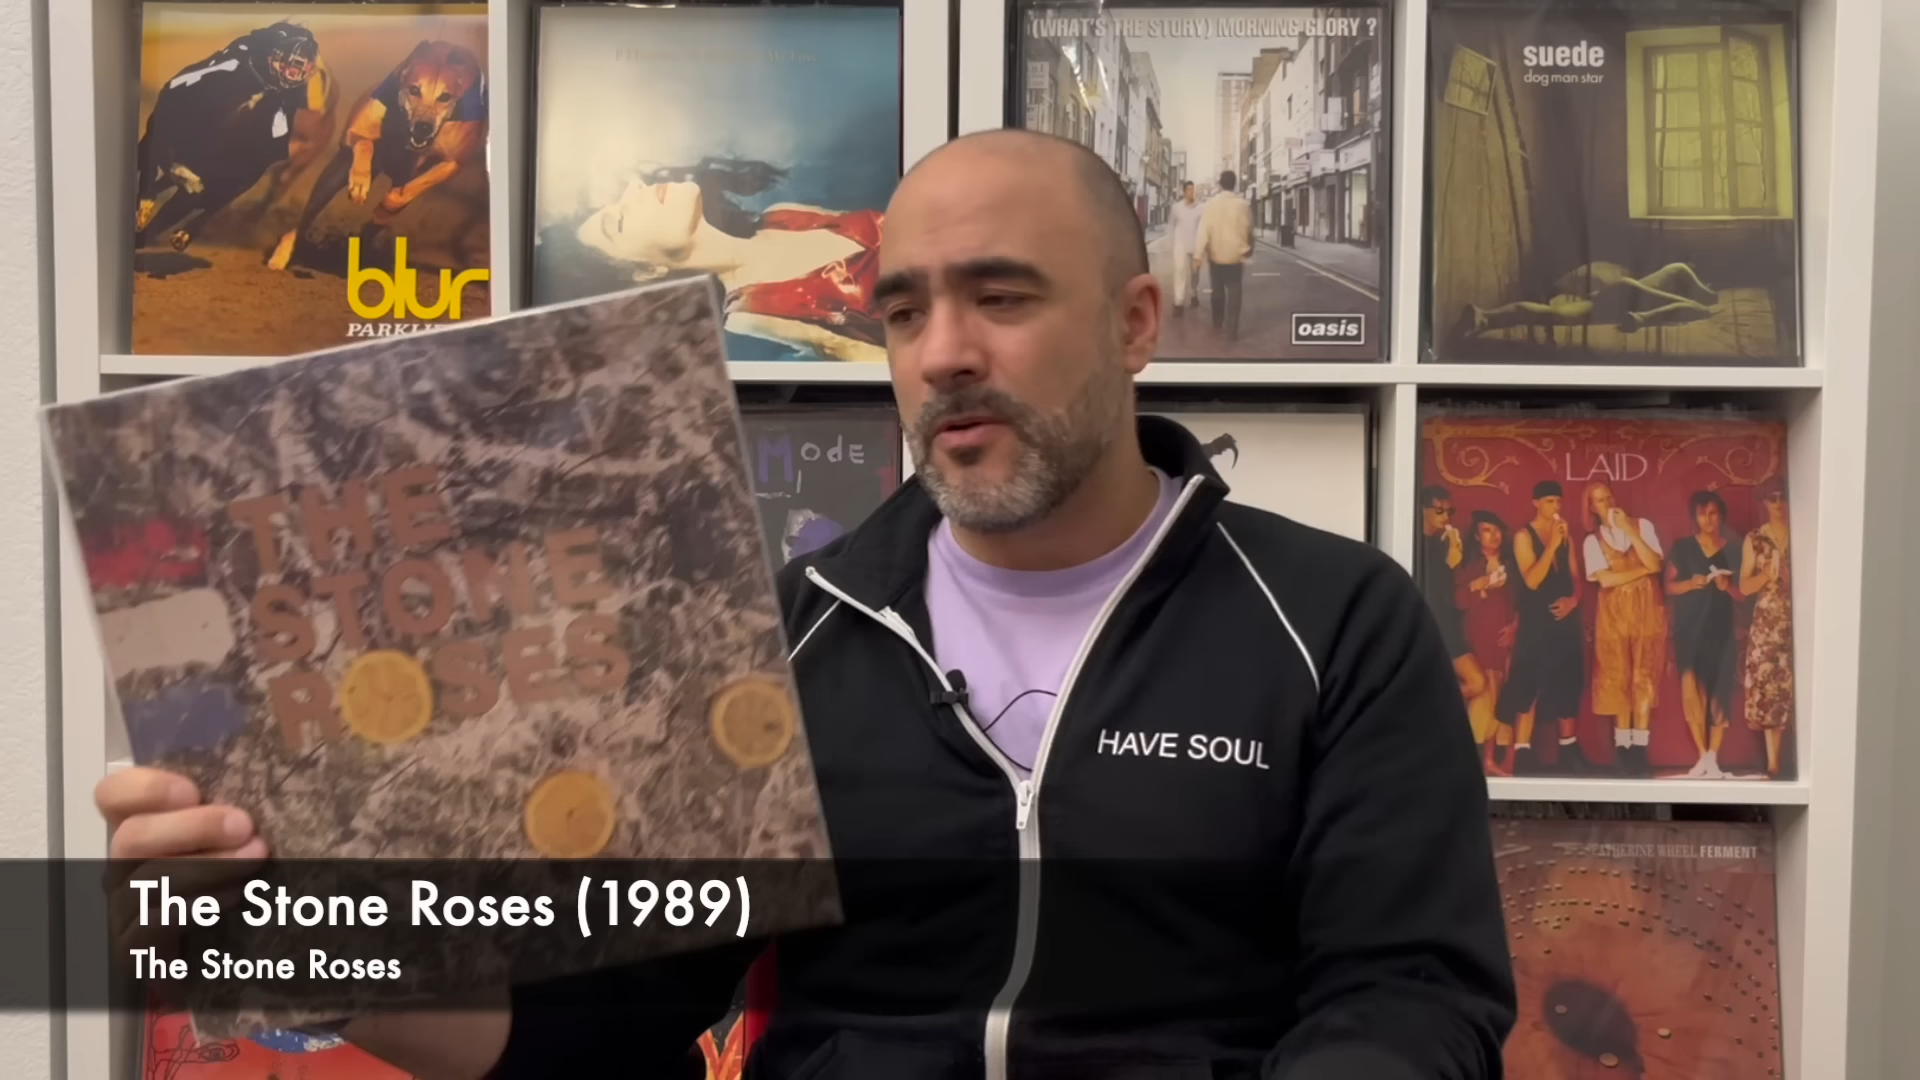 blur
PARKLI
(WHAT'S THE STORY) MORNING GLORY ?
oasis
suede
dog man star
THE
STONE
ROSES
MODE
LAID
HAVE SOUL
CATHERINE WHEEL FERMENT
The Stone Roses (1989)
The Stone Roses